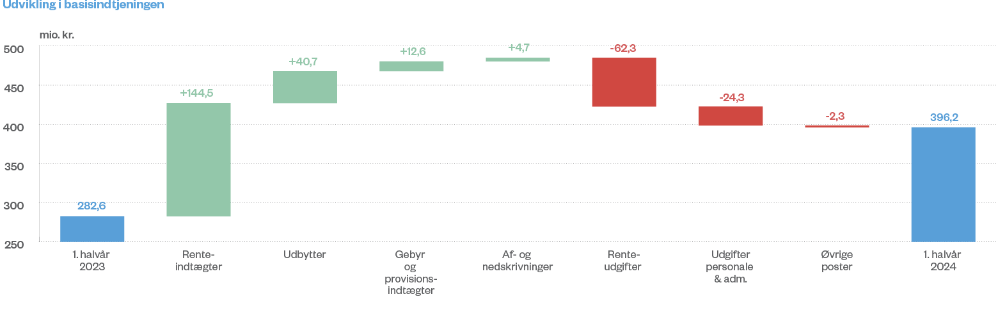 Udvikling i basisindtjeningen
mio. kr.
500
450
400
350
300
250
282,6
+144,5
+40,7
+12,6
+4,7
-62,3
-24,3
-2,3
396,2
1. halvår
2023
Rente-
indtægter
Udbytter
Gebyr
og
provisions-
indtægter
Af- og
nedskrivninger
Rente-
udgifter
Udgifter
personale
& adm.
Øvrige
poster
1. halvår
2024